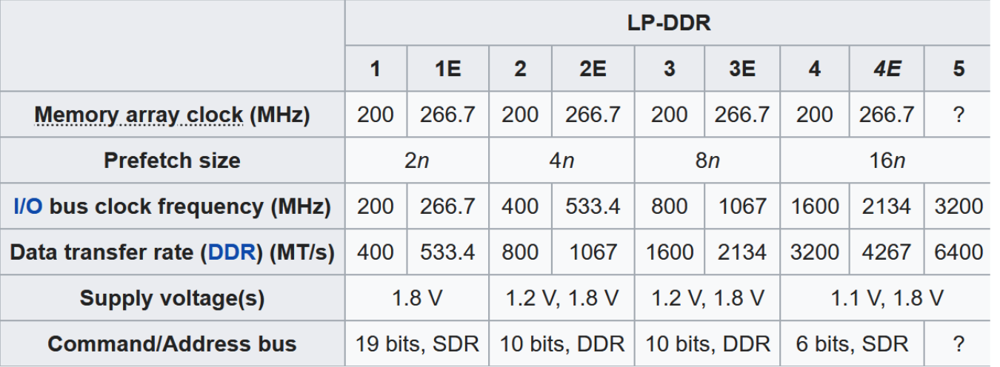 LP-DDR
1 1E 2 2E 3 3E 4 4E 5
Memory array clock (MHz) 200 266.7 200 266.7 200 266.7 200 266.7 ?
Prefetch size 2n 4n 8n 16n
I/O bus clock frequency (MHz) 200 266.7 400 533.4 800 1067 1600 2134 3200
Data transfer rate (DDR) (MT/s) 400 533.4 800 1067 1600 2134 3200 4267 6400
Supply voltage(s) 1.8 V 1.2 V, 1.8 V 1.2 V, 1.8 V 1.1 V, 1.8 V
Command/Address bus 19 bits, SDR 10 bits, DDR 10 bits, DDR 6 bits, SDR ?